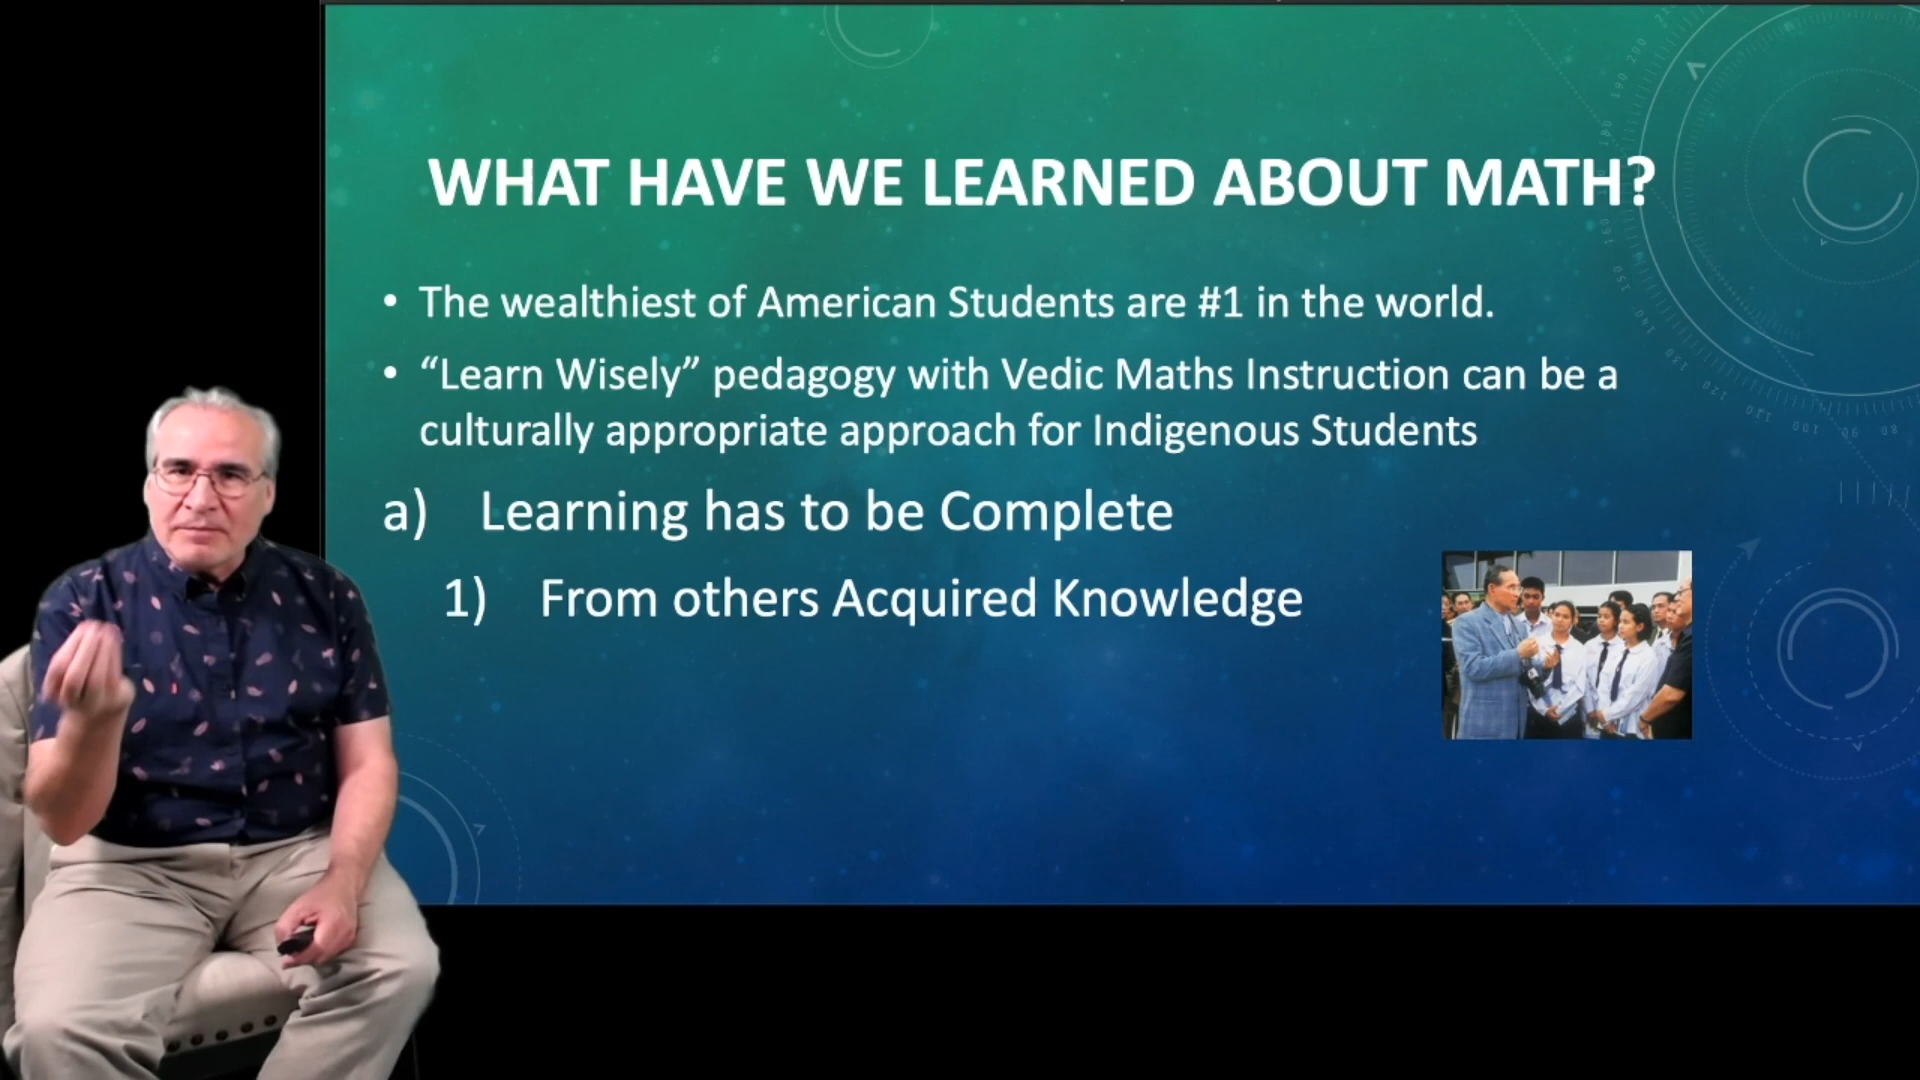 WHAT HAVE WE LEARNED ABOUT MATH?
• The wealthiest of American Students are #1 in the world.
• “Learn Wisely” pedagogy with Vedic Maths Instruction can be a
culturally appropriate approach for Indigenous Students
a) Learning has to be Complete
1) From others Acquired Knowledge